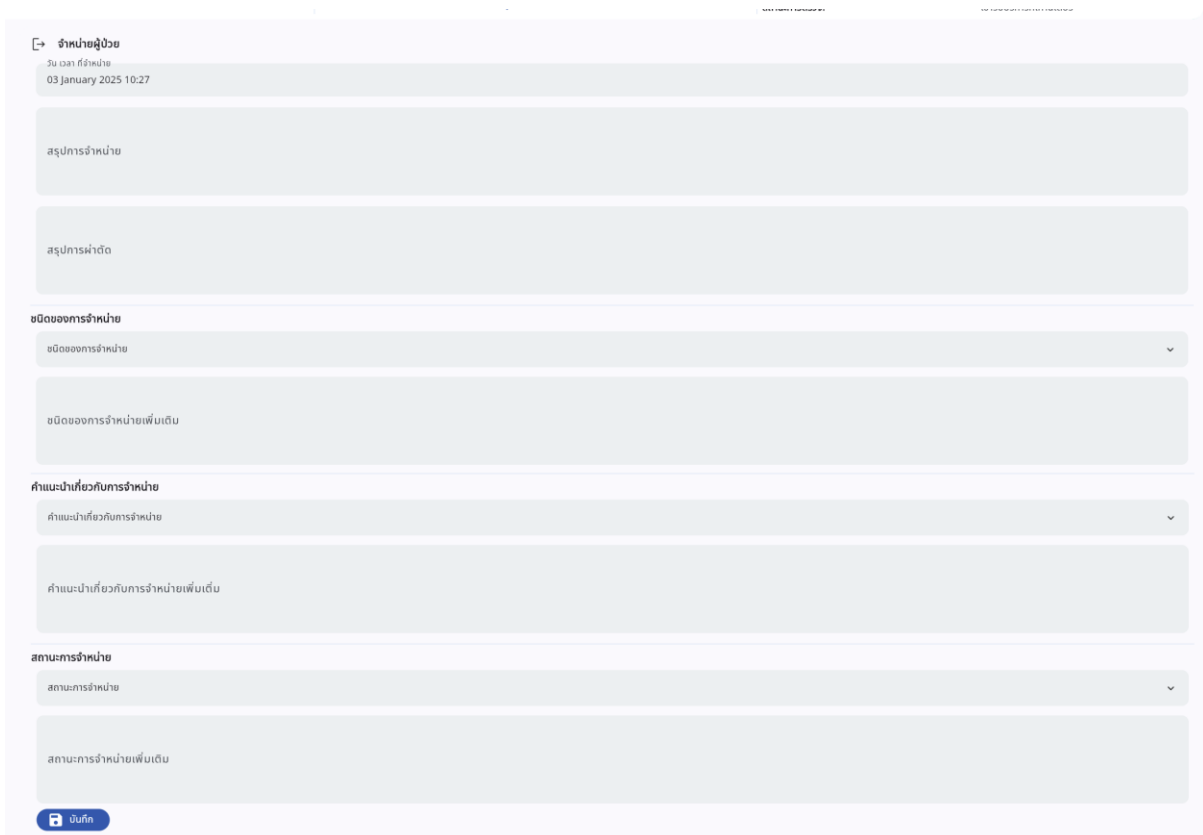 จำหน่ายผู้ป่วย
วัน เวลา ที่จำหน่าย
03 January 2025 10:27
สรุปการจำหน่าย
สรุปการผ่าตัด
ชนิดของการจำหน่าย
ชนิดของการจำหน่าย
ชนิดของการจำหน่ายเพิ่มเติม
คำแนะนำเกี่ยวกับการจำหน่าย
คำแนะนำเกี่ยวกับการจำหน่าย
คำแนะนำเกี่ยวกับการจำหน่ายเพิ่มเติ่ม
สถานะการจำหน่าย
สถานะการจำหน่าย
สถานะการจำหน่ายเพิ่มเติม
บันทึก